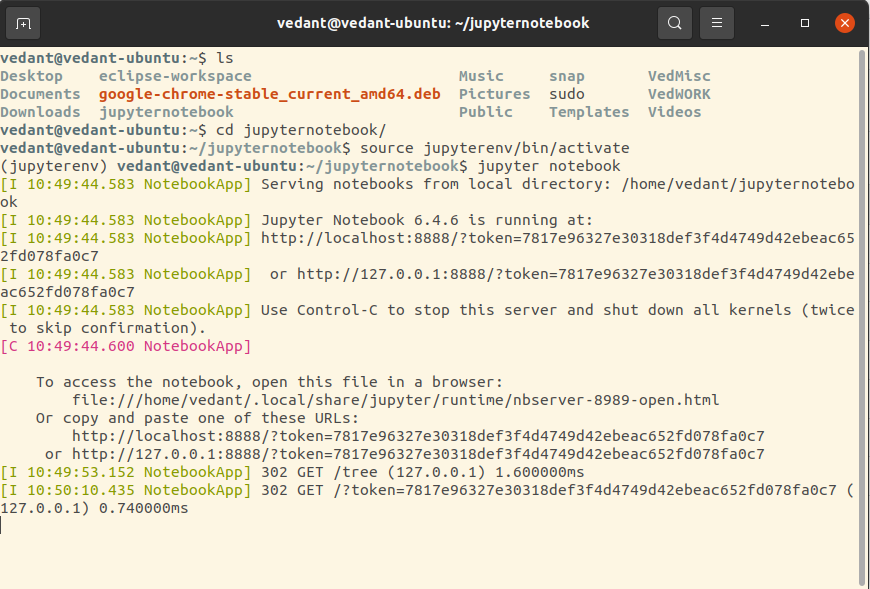 vedant@vedant-ubuntu: ~/jupyternotebook
vedant@vedant-ubuntu:~$ ls
Desktop    eclipse-workspace                       Music     snap       VedMisc
Documents  google-chrome-stable_current_amd64.deb  Pictures  sudo       VedWORK
Downloads  jupyternotebook                         Public    Templates  Videos
vedant@vedant-ubuntu:~$ cd jupyternotebook/
vedant@vedant-ubuntu:~/jupyternotebook$ source jupyterenv/bin/activate
(jupyterenv) vedant@vedant-ubuntu:~/jupyternotebook$ jupyter notebook
[I 10:49:44.583 NotebookApp] Serving notebooks from local directory: /home/vedant/jupyternotebo
ok
[I 10:49:44.583 NotebookApp] Jupyter Notebook 6.4.6 is running at:
[I 10:49:44.583 NotebookApp] http://localhost:8888/?token=7817e96327e30318def3f4d4749d42ebeac65
2fd078fa0c7
[I 10:49:44.583 NotebookApp]  or http://127.0.0.1:8888/?token=7817e96327e30318def3f4d4749d42ebe
ac652fd078fa0c7
[I 10:49:44.583 NotebookApp] Use Control-C to stop this server and shut down all kernels (twice
 to skip confirmation).
[C 10:49:44.600 NotebookApp]
    To access the notebook, open this file in a browser:
        file:///home/vedant/.local/share/jupyter/runtime/nbserver-8989-open.html
    Or copy and paste one of these URLs:
        http://localhost:8888/?token=7817e96327e30318def3f4d4749d42ebeac652fd078fa0c7
     or http://127.0.0.1:8888/?token=7817e96327e30318def3f4d4749d42ebeac652fd078fa0c7
[I 10:49:53.152 NotebookApp] 302 GET /tree (127.0.0.1) 1.600000ms
[I 10:50:10.435 NotebookApp] 302 GET /?token=7817e96327e30318def3f4d4749d42ebeac652fd078fa0c7 (
127.0.0.1) 0.740000ms